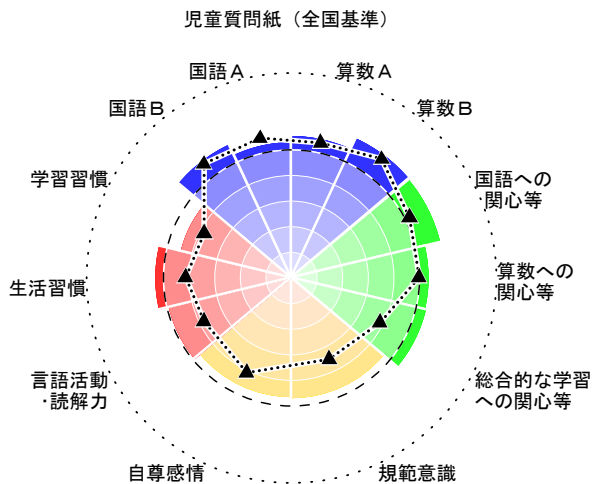 児童質問紙（全国基準）
国語Ａ
算数Ａ
国語Ｂ
算数Ｂ
学習習慣
国語への
関心等
生活習慣
算数への
関心等
言語活動
・読解力
総合的な学習
への関心等
自尊感情
規範意識